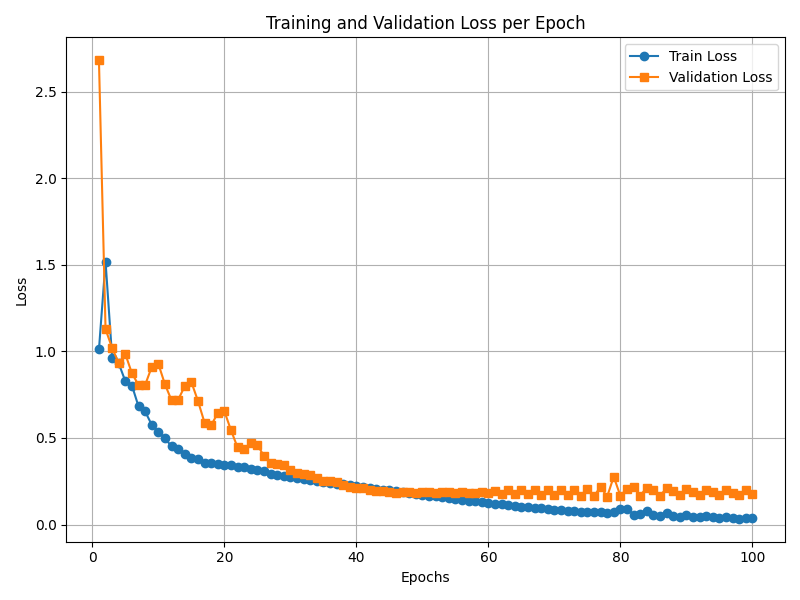 Training and Validation Loss per Epoch
Train Loss
Validation Loss
2.5
2.0
1.5
1.0
0.5
0.0
Loss
0 20 40 60 80 100
Epochs